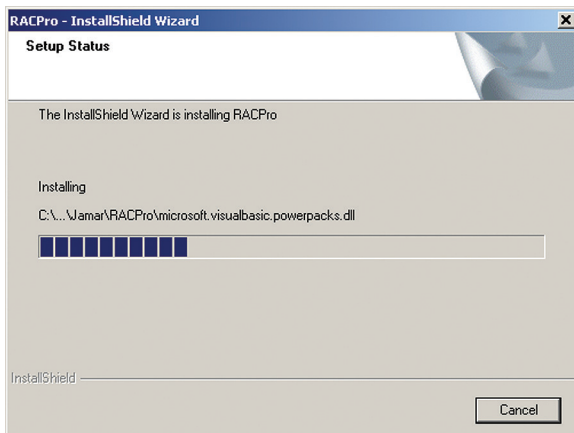 RACPro - InstallShield Wizard
Setup Status
The InstallShield Wizard is installing RACPro
Installing
C:\...\Jamar\RACPro\microsoft.visualbasic.powerpacks.dll
InstallShield
Cancel